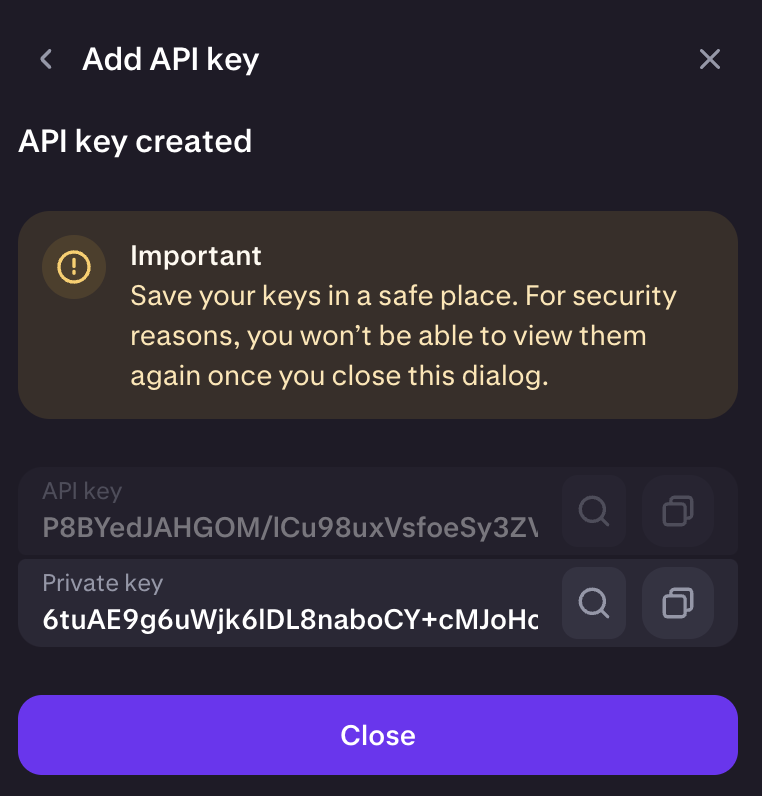 Add API key
API key created
Important
Save your keys in a safe place. For security
reasons, you won’t be able to view them
again once you close this dialog.
API key
P8BYedJAHGOM/lCu98uxVsfoeSy3Z
Private key
6tuAE9g6uWjk6lDL8naboCY+cMJoH
Close